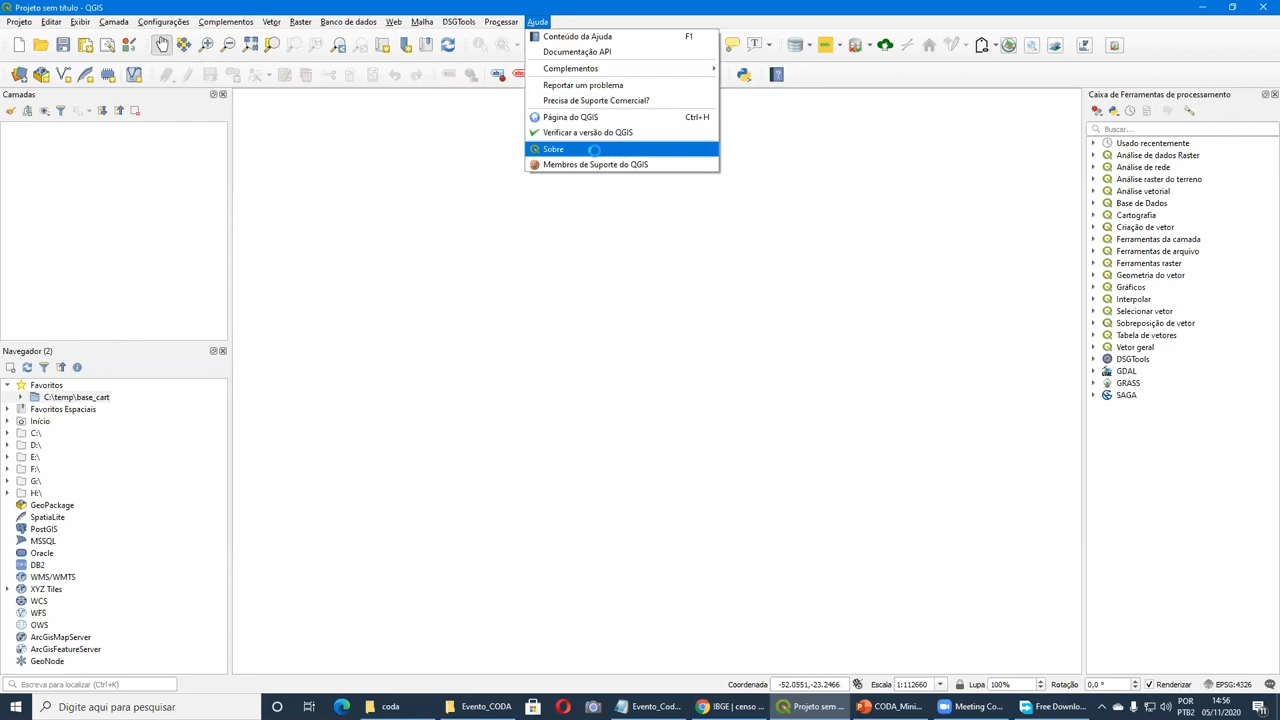 Projeto sem título - QGIS
Projeto Editar Exibir Camada Configurações Complementos Vetor Raster Banco de dados Web Malha DSGTools Processar Ajuda
Conteúdo da Ajuda F1
Documentação API
Complementos
Reportar um problema
Precisa de Suporte Comercial?
Página do QGIS Ctrl+H
Verificar a versão do QGIS
Sobre
Membros de Suporte do QGIS
Camadas
Navegador (2)
Favoritos
C:\temp\base_cart
Favoritos Espaciais
Início
C:\
D:\
E:\
F:\
G:\
H:\
GeoPackage
SpatiaLite
PostGIS
MSSQL
Oracle
DB2
WMS/WMTS
XYZ Tiles
WCS
WFS
OWS
ArcGisMapServer
ArcGisFeatureServer
GeoNode
Caixa de Ferramentas de processamento
Buscar...
Usado recentemente
Análise de dados Raster
Análise de rede
Análise raster do terreno
Análise vetorial
Base de Dados
Cartografia
Criação de vetor
Ferramentas da camada
Ferramentas de arquivo
Ferramentas raster
Geometria do vetor
Gráficos
Interpolar
Selecionar vetor
Sobreposição de vetor
Tabela de vetores
Vetor geral
DSGTools
GDAL
GRASS
SAGA
Escreva para localizar (Ctrl+K)
Coordenada -52.0551,-23.2466 Escala 1:112660 Lupa 100% Rotação 0,0 ° Renderizar EPSG:4326
Digite aqui para pesquisar
coda
Evento_CODA
Evento_Cod...
IBGE | censo ...
Projeto sem ...
CODA_Mini...
Meeting Co...
Free Downlo...
POR
PTB2
14:56
05/11/2020